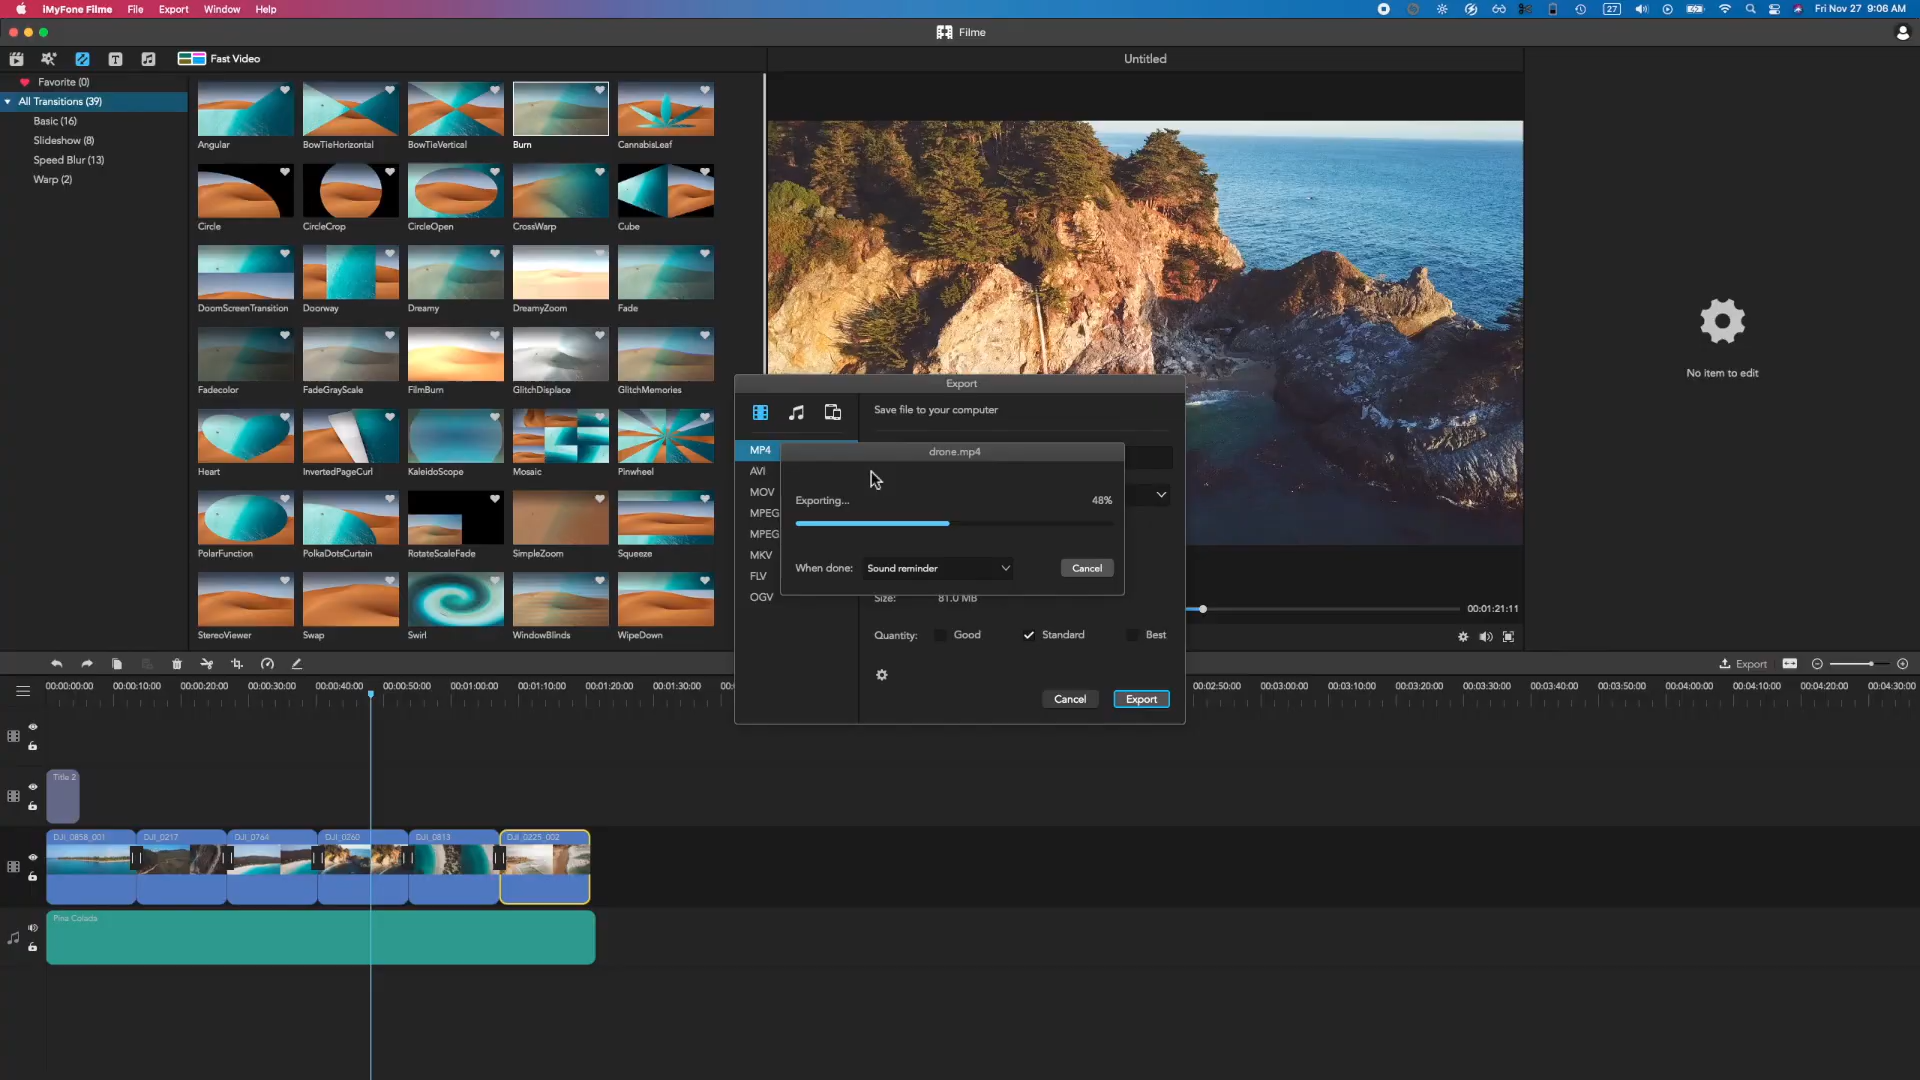 iMyFone Filme File Export Window Help
27 Fri Nov 27 9:06 AM
Filme
Fast Video
Untitled
Favorite (0)
All Transitions (39)
Basic (16)
Slideshow (8)
Speed Blur (13)
Warp (2)
Angular BowTieHorizontal BowTieVertical Burn CannabisLeaf
Circle CircleCrop CircleOpen CrossWarp Cube
DoomScreenTransition Doorway Dreamy DreamyZoom Fade
Fadecolor FadeGrayScale FilmBurn GlitchDisplace GlitchMemories
Heart InvertedPageCurl KaleidoScope Mosaic Pinwheel
PolarFunction PolkaDotsCurtain RotateScaleFade SimpleZoom Squeeze
StereoViewer Swap Swirl WindowBlinds WipeDown
No item to edit
Export
Save file to your computer
MP4
AVI
MOV
MPEG
MPEG
MKV
FLV
OGV
drone.mp4
Exporting... 48%
When done: Sound reminder Cancel
Size: 81.0 MB
Quantity: Good Standard Best
Cancel Export
00:01:21:11
Export
00:00:00:00 00:00:10:00 00:00:20:00 00:00:30:00 00:00:40:00 00:00:50:00 00:01:00:00 00:01:10:00 00:01:20:00 00:01:30:00 00: 00:02:50:00 00:03:00:00 00:03:10:00 00:03:20:00 00:03:30:00 00:03:40:00 00:03:50:00 00:04:00:00 00:04:10:00 00:04:20:00 00:04:30:00
Title 2
DJI_0858_001 DJI_0217 DJI_0764 DJI_0260 DJI_0813 DJI_0225_002
Pina Colada